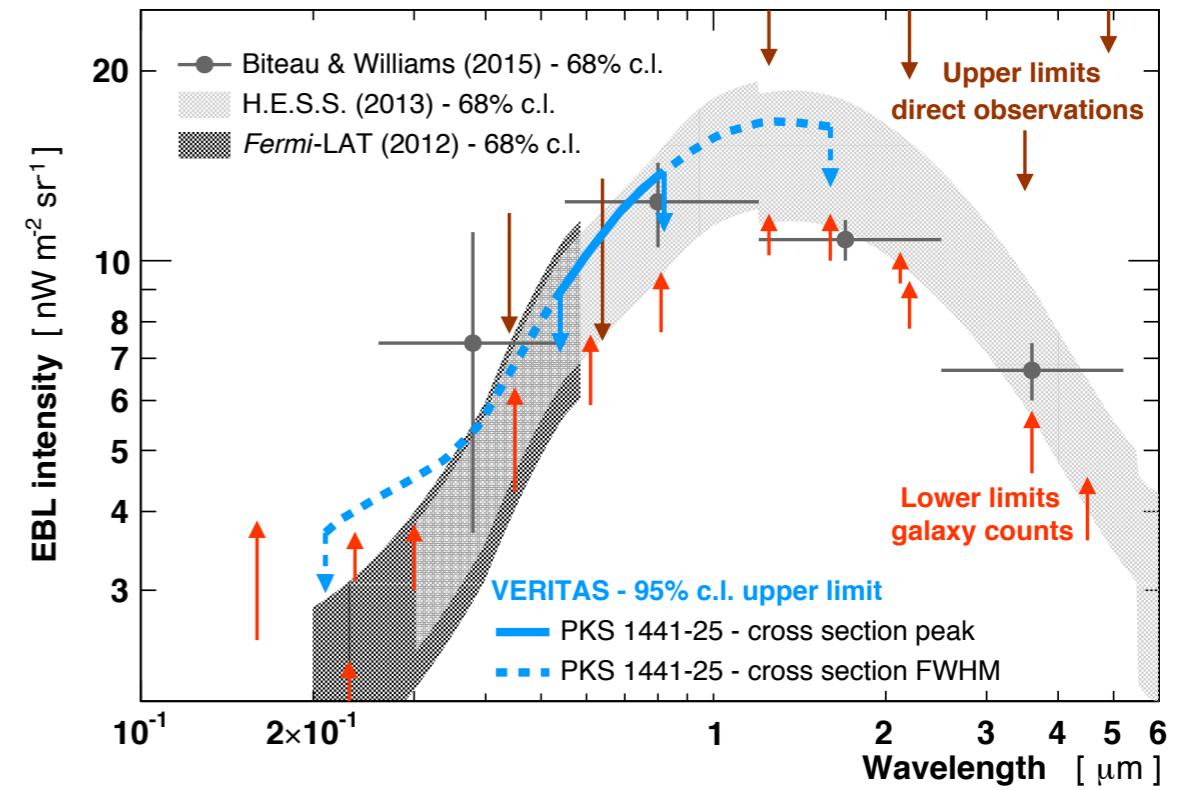 Biteau & Williams (2015) - 68% c.l.
H.E.S.S. (2013) - 68% c.l.
Fermi-LAT (2012) - 68% c.l.
Upper limits
direct observations
Lower limits
galaxy counts
VERITAS - 95% c.l. upper limit
PKS 1441-25 - cross section peak
PKS 1441-25 - cross section FWHM
EBL intensity [ nW m⁻² sr⁻¹ ]
20
10
8
7
6
5
4
3
10⁻¹ 2×10⁻¹ 1 2 3 4 5 6
Wavelength [ μm ]